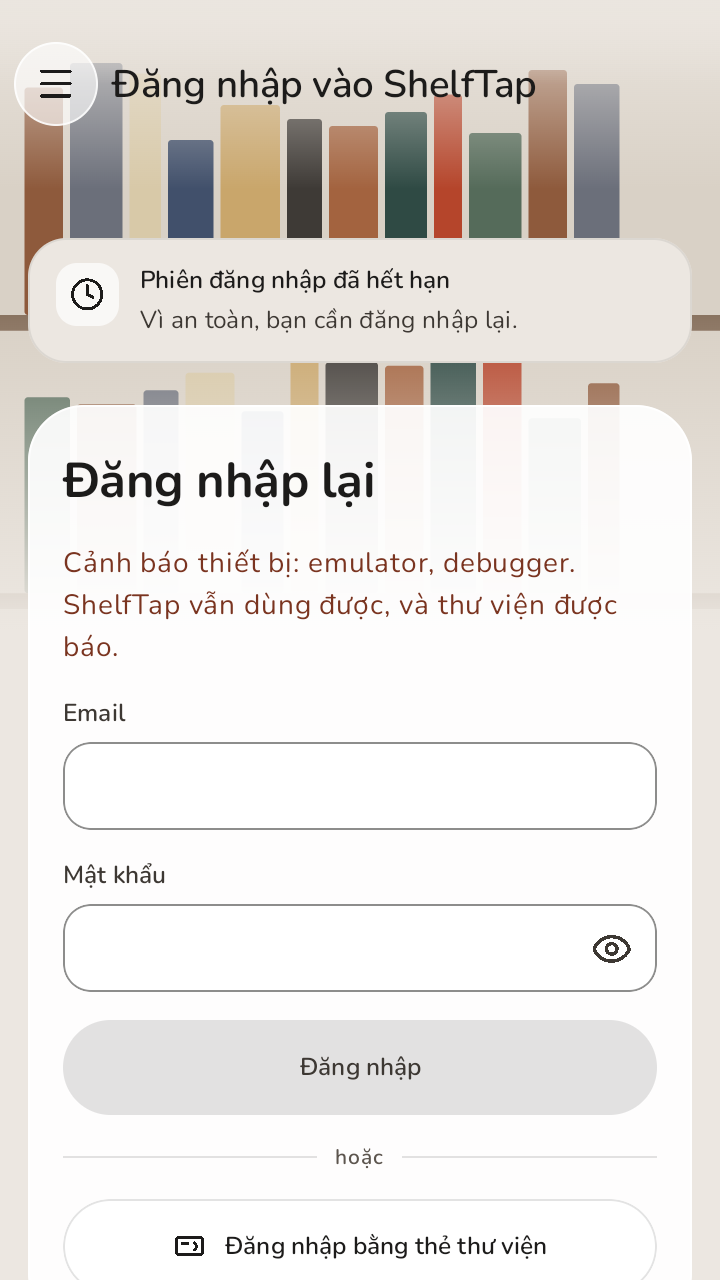 Đăng nhập vào ShelfTap
Phiên đăng nhập đã hết hạn
Vì an toàn, bạn cần đăng nhập lại.
Đăng nhập lại
Cảnh báo thiết bị: emulator, debugger.
ShelfTap vẫn dùng được, và thư viện được
báo.
Email
Mật khẩu
Đăng nhập
hoặc
Đăng nhập bằng thẻ thư viện